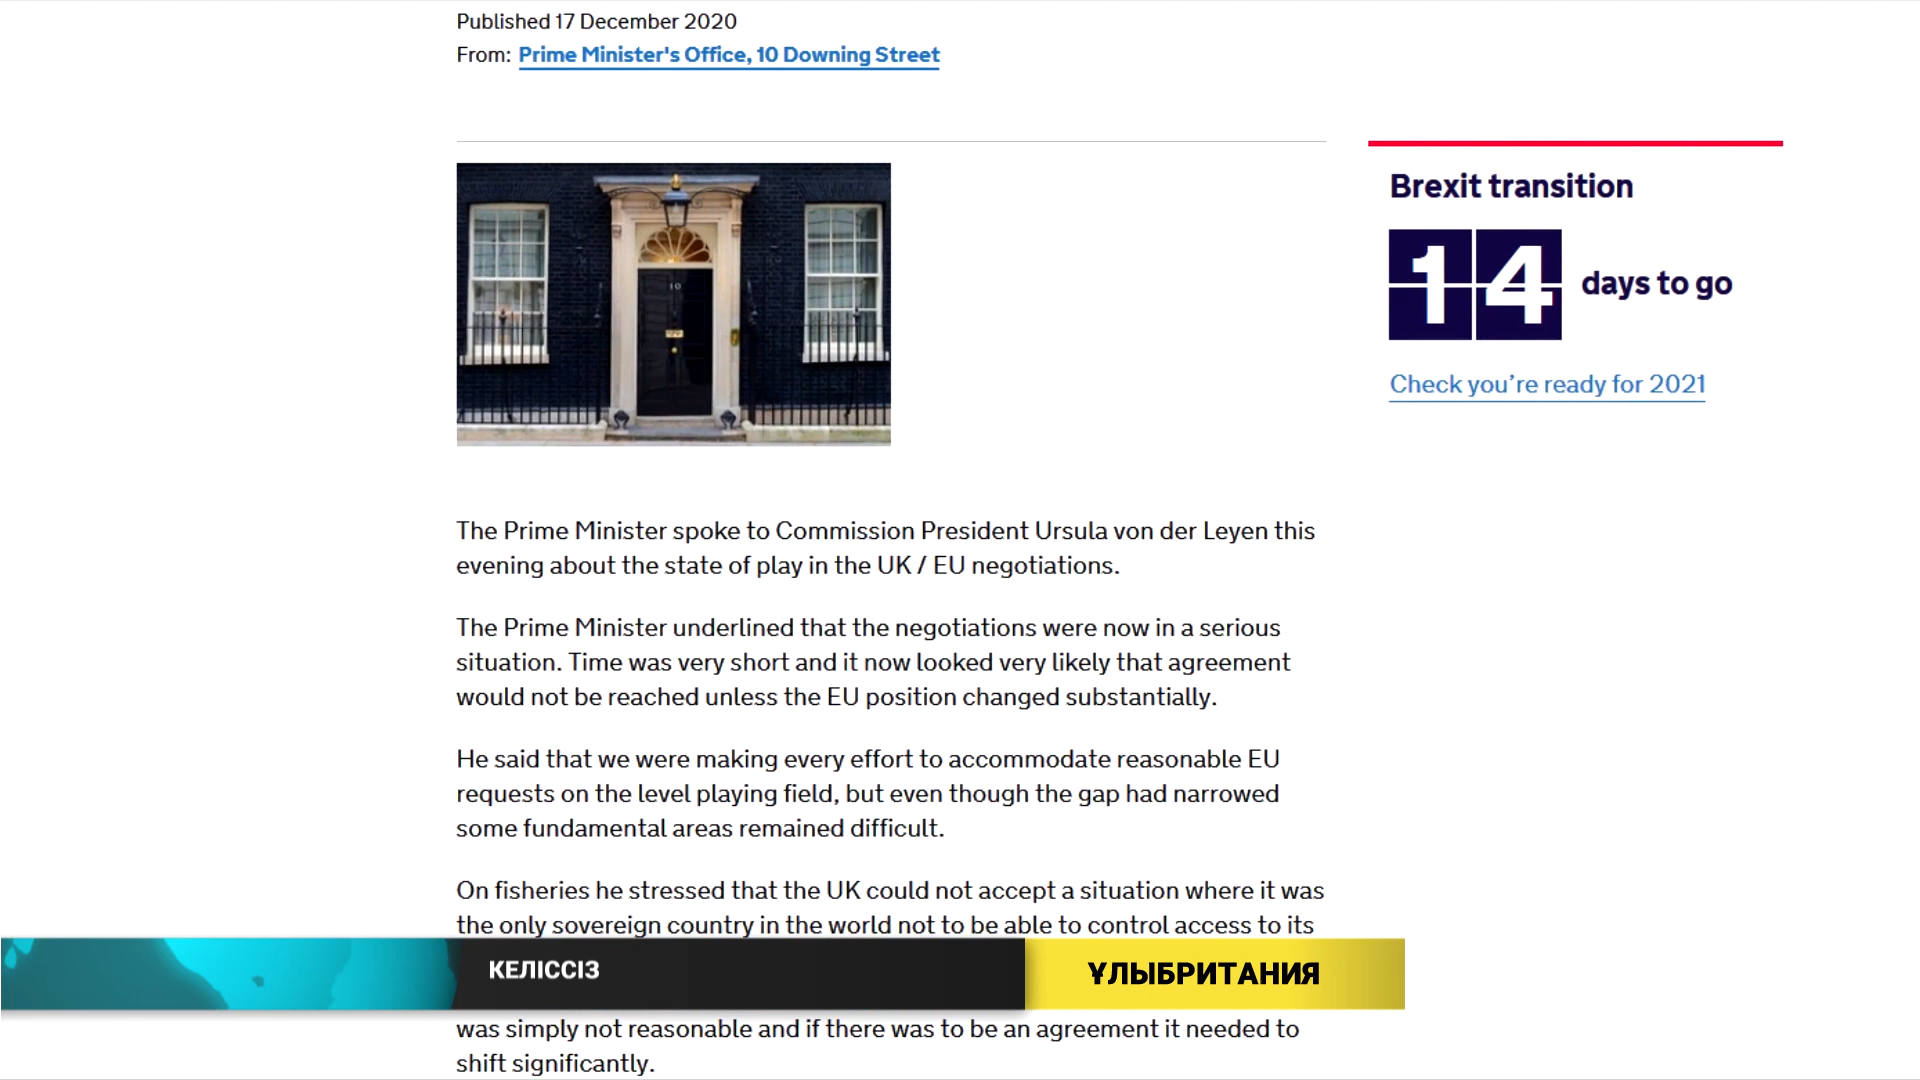 Published 17 December 2020
From: Prime Minister's Office, 10 Downing Street
10
Brexit transition
14 days to go
Check you’re ready for 2021
The Prime Minister spoke to Commission President Ursula von der Leyen this
evening about the state of play in the UK / EU negotiations.
The Prime Minister underlined that the negotiations were now in a serious
situation. Time was very short and it now looked very likely that agreement
would not be reached unless the EU position changed substantially.
He said that we were making every effort to accommodate reasonable EU
requests on the level playing field, but even though the gap had narrowed
some fundamental areas remained difficult.
On fisheries he stressed that the UK could not accept a situation where it was
the only sovereign country in the world not to be able to control access to its
КЕЛІССІЗ
ҰЛЫБРИТАНИЯ
was simply not reasonable and if there was to be an agreement it needed to
shift significantly.